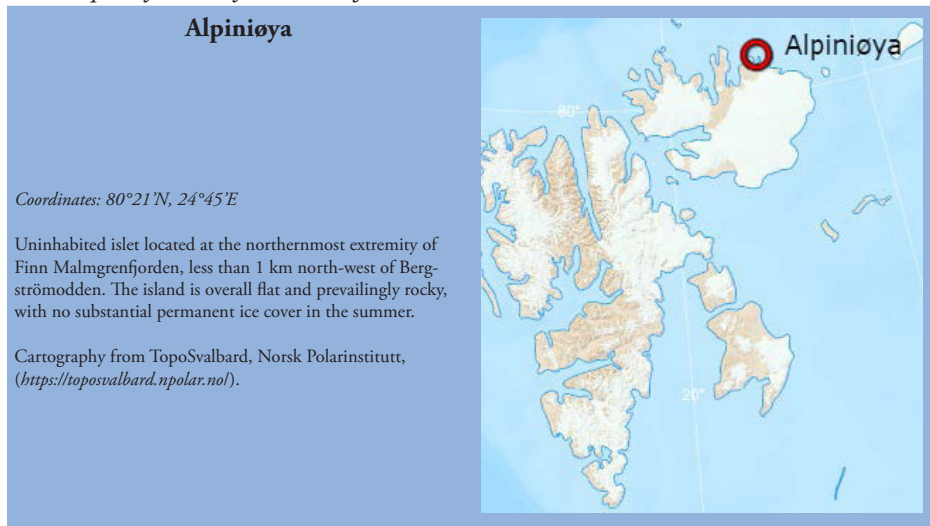 Alpiniøya
Coordinates: 80°21’N, 24°45’E
Uninhabited islet located at the northernmost extremity of
Finn Malmgrenfjorden, less than 1 km north-west of Berg-
strömodden. The island is overall flat and prevailingly rocky,
with no substantial permanent ice cover in the summer.
Cartography from TopoSvalbard, Norsk Polarinstitutt,
(https://toposvalbard.npolar.no/).
Alpiniøya
80°
20°